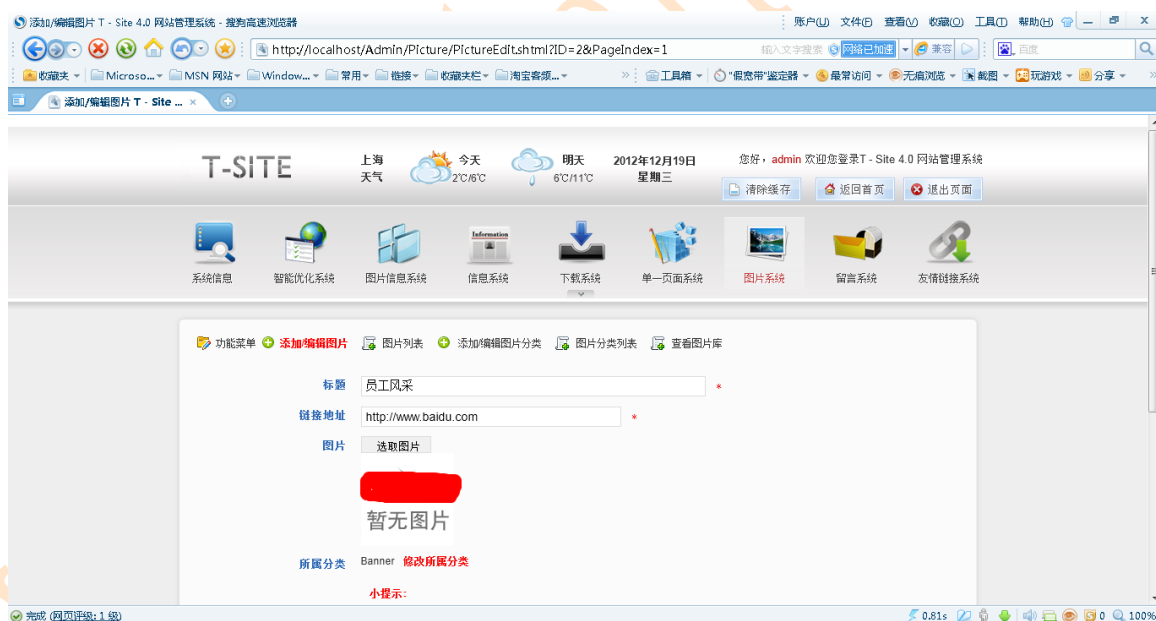 添加/编辑图片 T - Site 4.0 网站管理系统 - 搜狗高速浏览器
账户(U) 文件(F) 查看(V) 收藏(O) 工具(T) 帮助(H)
http://localhost/Admin/Picture/PictureEdit.shtml?ID=2&PageIndex=1
输入文字搜索 网络已加速 兼容 百度
收藏夹 Microso... MSN 网站 Window... 常用 链接 收藏夹栏 淘宝客频... » 工具箱 "假宽带"鉴定器 最常访问 无痕浏览 截图 玩游戏 分享
添加/编辑图片 T - Site ... ×
T-SITE
上海
天气
今天
2℃/6℃
明天
6℃/11℃
2012年12月19日
星期三
您好，admin 欢迎您登录T - Site 4.0 网站管理系统
清除缓存 返回首页 退出页面
Information
系统信息 智能优化系统 图片信息系统 信息系统 下载系统 单一页面系统 图片系统 留言系统 友情链接系统
功能菜单 添加/编辑图片 图片列表 添加/编辑图片分类 图片分类列表 查看图片库
标题 员工风采 *
链接地址 http://www.baidu.com *
图片 选取图片
暂无图片
所属分类 Banner 修改所属分类
小提示:
完成 (网页评级: 1 级) 0.81s 0 100%